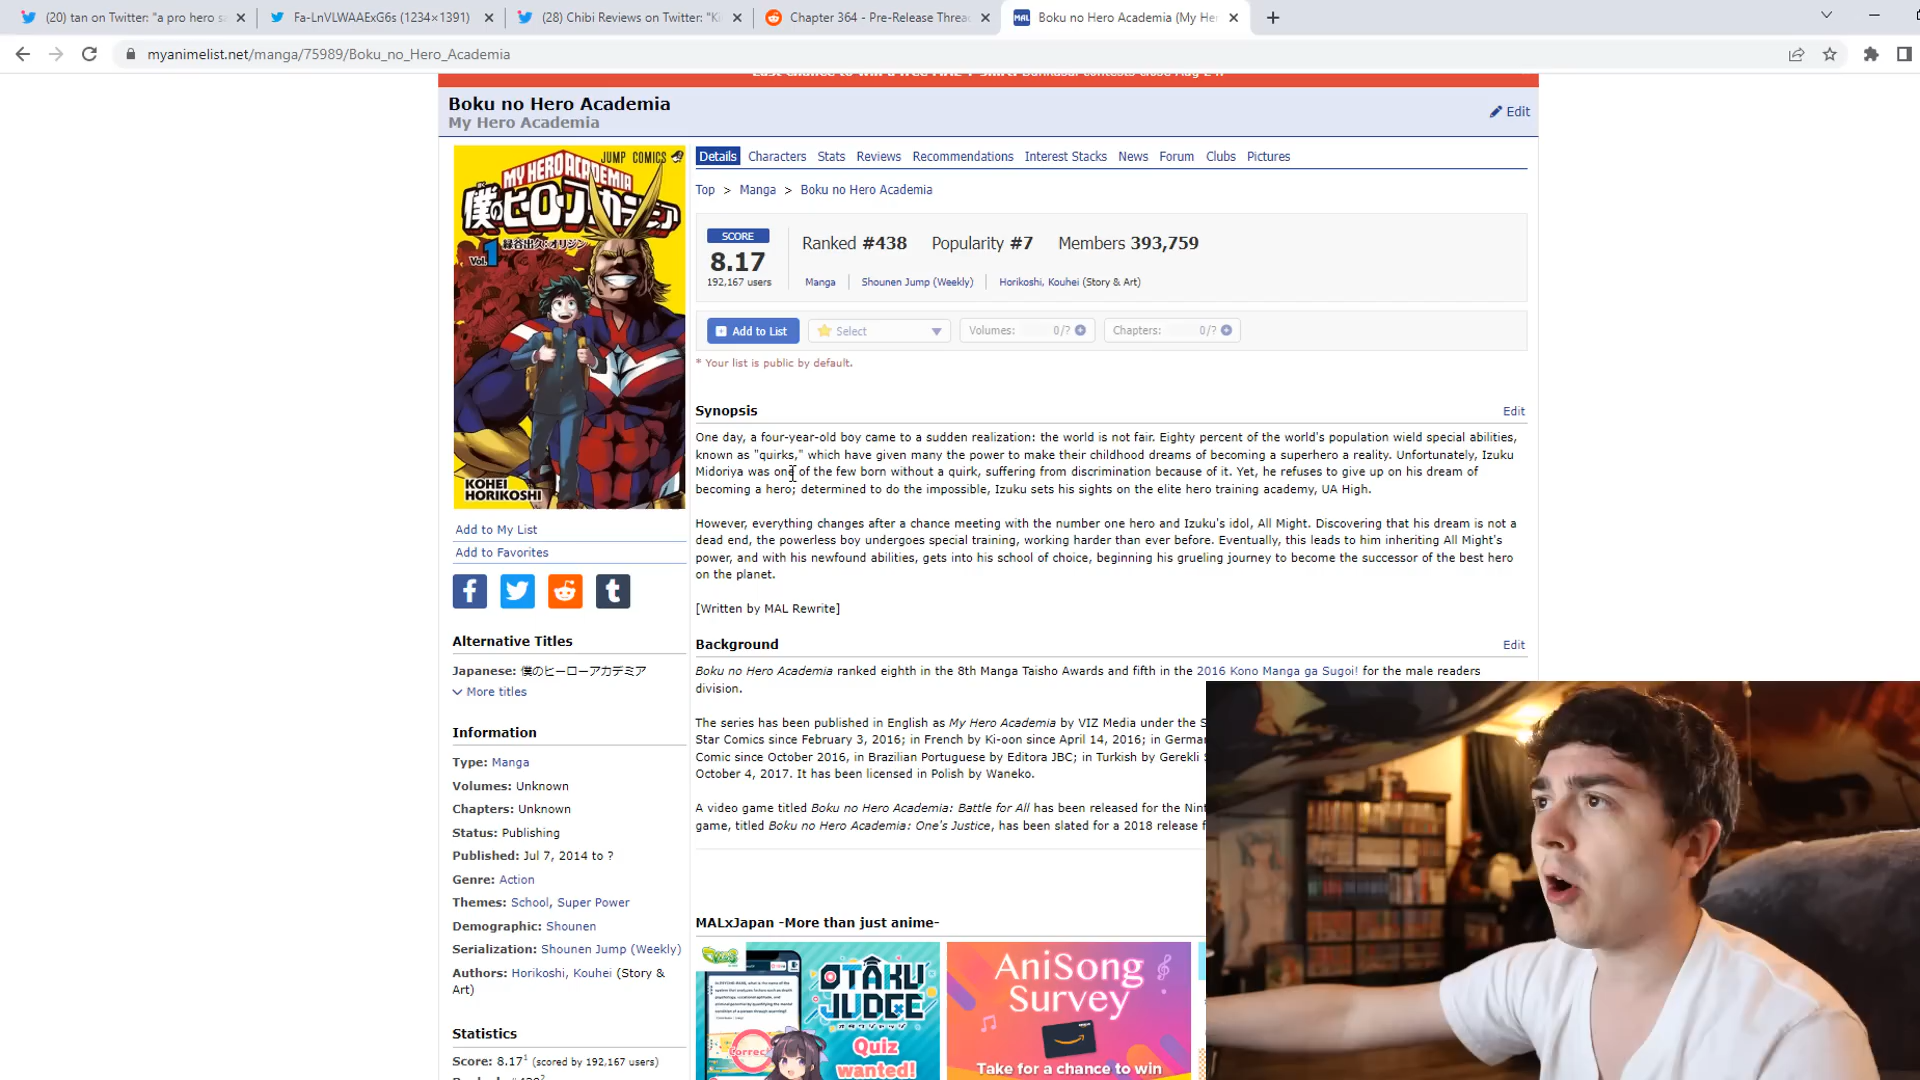 (20) tan on Twitter: "a pro hero s
Fa-LnVLWAAExG6s (1234×1391)
(28) Chibi Reviews on Twitter: "Ki
Chapter 364 - Pre-Release Threa
MAL Boku no Hero Academia (My He
myanimelist.net/manga/75989/Boku_no_Hero_Academia
Boku no Hero Academia
My Hero Academia
Edit
JUMP COMICS
MY HERO ACADEMIA
僕のヒーローアカデミア
Vol.1
緑谷出久:オリジン
KOHEI
HORIKOSHI
Details Characters Stats Reviews Recommendations Interest Stacks News Forum Clubs Pictures
Top > Manga > Boku no Hero Academia
SCORE
8.17
192,167 users
Ranked #438 Popularity #7 Members 393,759
Manga | Shounen Jump (Weekly) | Horikoshi, Kouhei (Story & Art)
Add to List Select Volumes: 0/? Chapters: 0/?
* Your list is public by default.
Synopsis Edit
One day, a four-year-old boy came to a sudden realization: the world is not fair. Eighty percent of the world's population wield special abilities,
known as "quirks," which have given many the power to make their childhood dreams of becoming a superhero a reality. Unfortunately, Izuku
Midoriya was one of the few born without a quirk, suffering from discrimination because of it. Yet, he refuses to give up on his dream of
becoming a hero; determined to do the impossible, Izuku sets his sights on the elite hero training academy, UA High.
However, everything changes after a chance meeting with the number one hero and Izuku's idol, All Might. Discovering that his dream is not a
dead end, the powerless boy undergoes special training, working harder than ever before. Eventually, this leads to him inheriting All Might's
power, and with his newfound abilities, gets into his school of choice, beginning his grueling journey to become the successor of the best hero
on the planet.
[Written by MAL Rewrite]
Background Edit
Boku no Hero Academia ranked eighth in the 8th Manga Taisho Awards and fifth in the 2016 Kono Manga ga Sugoi! for the male readers
division.
The series has been published in English as My Hero Academia by VIZ Media under the S
Star Comics since February 3, 2016; in French by Ki-oon since April 14, 2016; in German
Comic since October 2016, in Brazilian Portuguese by Editora JBC; in Turkish by Gerekli S
October 4, 2017. It has been licensed in Polish by Waneko.
A video game titled Boku no Hero Academia: Battle for All has been released for the Nint
game, titled Boku no Hero Academia: One's Justice, has been slated for a 2018 release f
MALxJapan -More than just anime-
OTAKU
JUDGE
Correct
Quiz
wanted!
AniSong
Survey
Take for a chance to win
Add to My List
Add to Favorites
Alternative Titles
Japanese: 僕のヒーローアカデミア
More titles
Information
Type: Manga
Volumes: Unknown
Chapters: Unknown
Status: Publishing
Published: Jul 7, 2014 to ?
Genre: Action
Themes: School, Super Power
Demographic: Shounen
Serialization: Shounen Jump (Weekly)
Authors: Horikoshi, Kouhei (Story &
Art)
Statistics
Score: 8.17¹ (scored by 192,167 users)